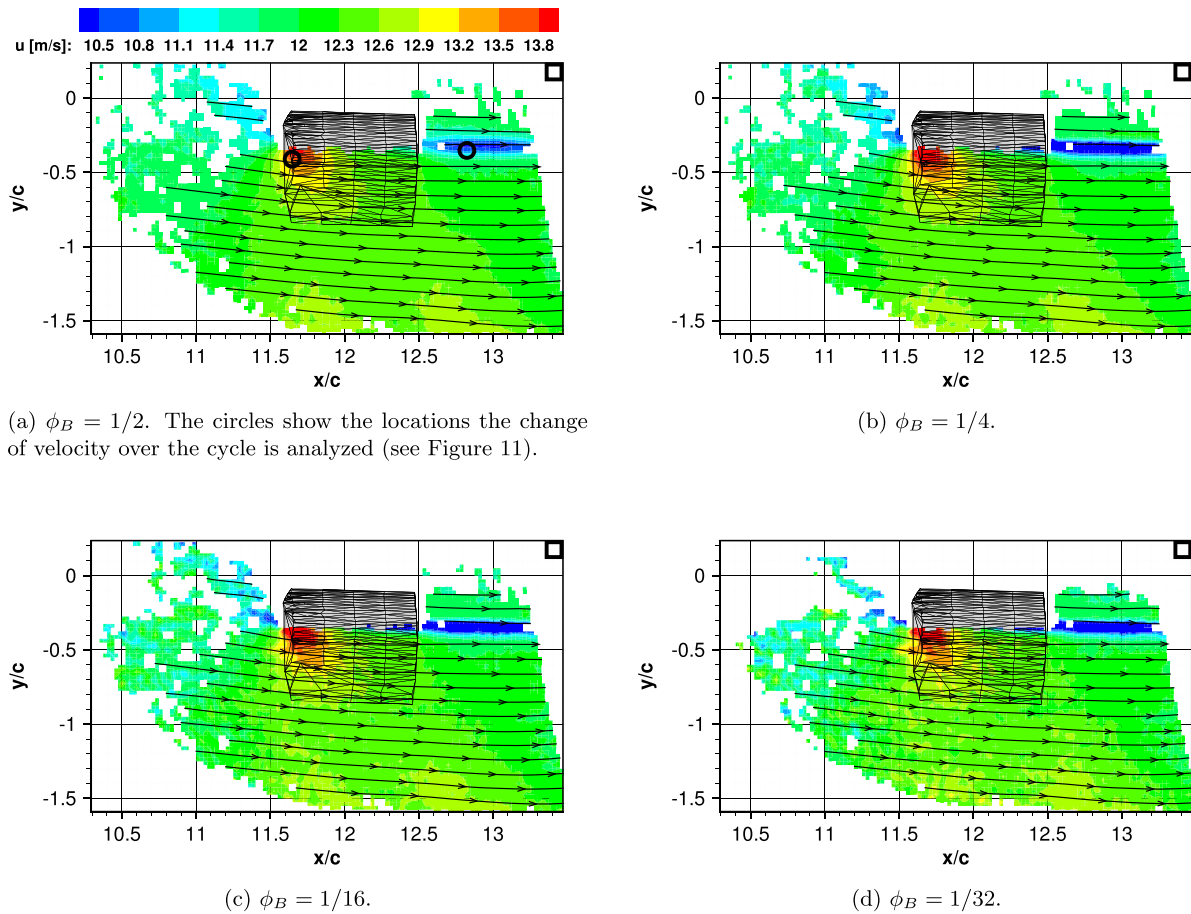 u [m/s]: 10.5 10.8 11.1 11.4 11.7 12 12.3 12.6 12.9 13.2 13.5 13.8
0
-0.5
-1
-1.5
y/c
10.5 11 11.5 12 12.5 13
x/c
0
-0.5
-1
-1.5
y/c
10.5 11 11.5 12 12.5 13
x/c
(a) ϕ_B = 1/2. The circles show the locations the change
of velocity over the cycle is analyzed (see Figure 11).
(b) ϕ_B = 1/4.
0
-0.5
-1
-1.5
y/c
10.5 11 11.5 12 12.5 13
x/c
0
-0.5
-1
-1.5
y/c
10.5 11 11.5 12 12.5 13
x/c
(c) ϕ_B = 1/16.
(d) ϕ_B = 1/32.